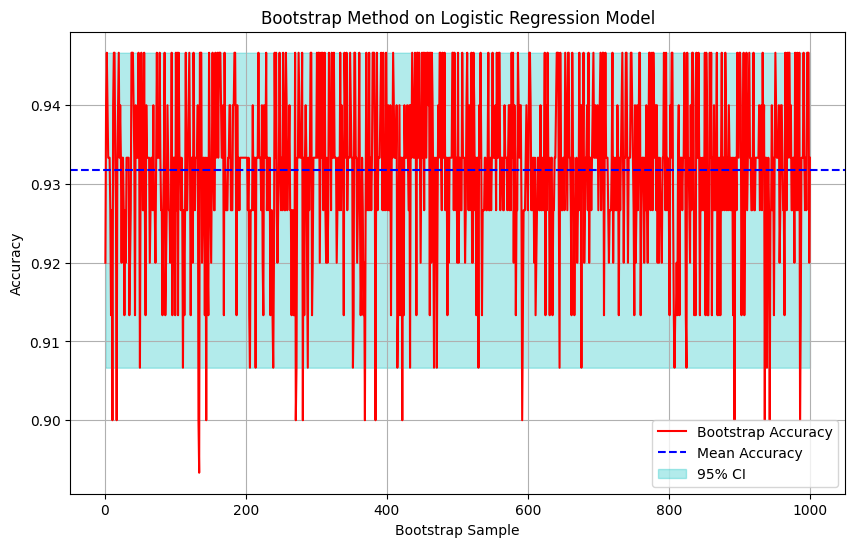 Bootstrap Method on Logistic Regression Model
Accuracy
0.94
0.93
0.92
0.91
0.90
0 200 400 600 800 1000
Bootstrap Sample
Bootstrap Accuracy
Mean Accuracy
95% CI